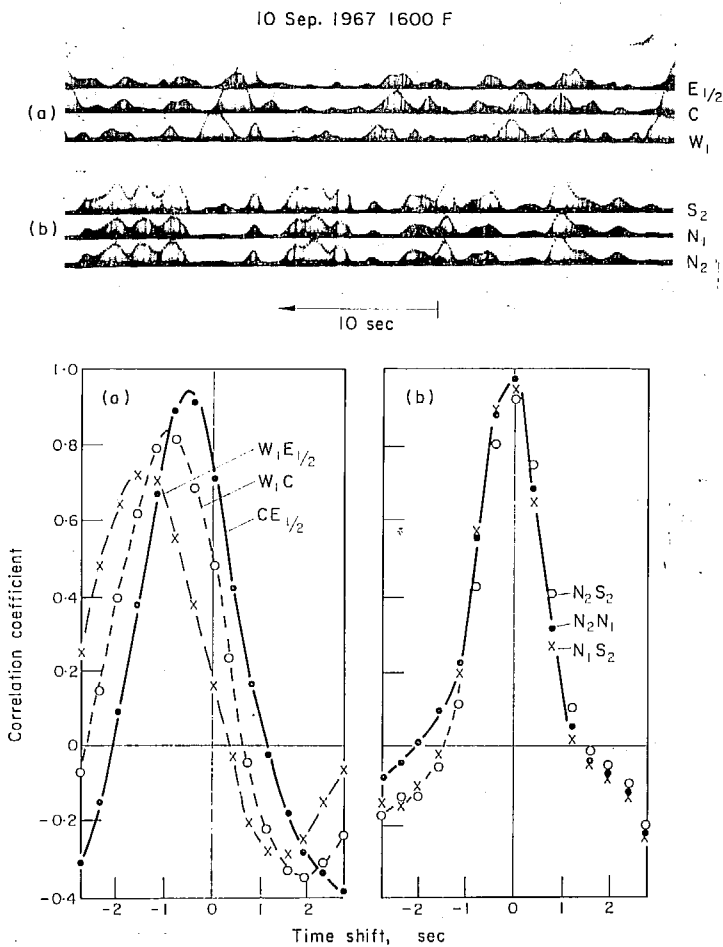 10 Sep. 1967 1600 F
(a)
E1/2
C
W1
(b)
S2
N1
N2
10 sec
(a)
W1E1/2
W1C
CE1/2
1·0
0·8
0·6
0·4
0·2
0
-0·2
-0·4
Correlation coefficient
-2
-1
0
1
2
(b)
N2S2
N2N1
N1S2
-2
-1
0
1
2
Time shift, sec